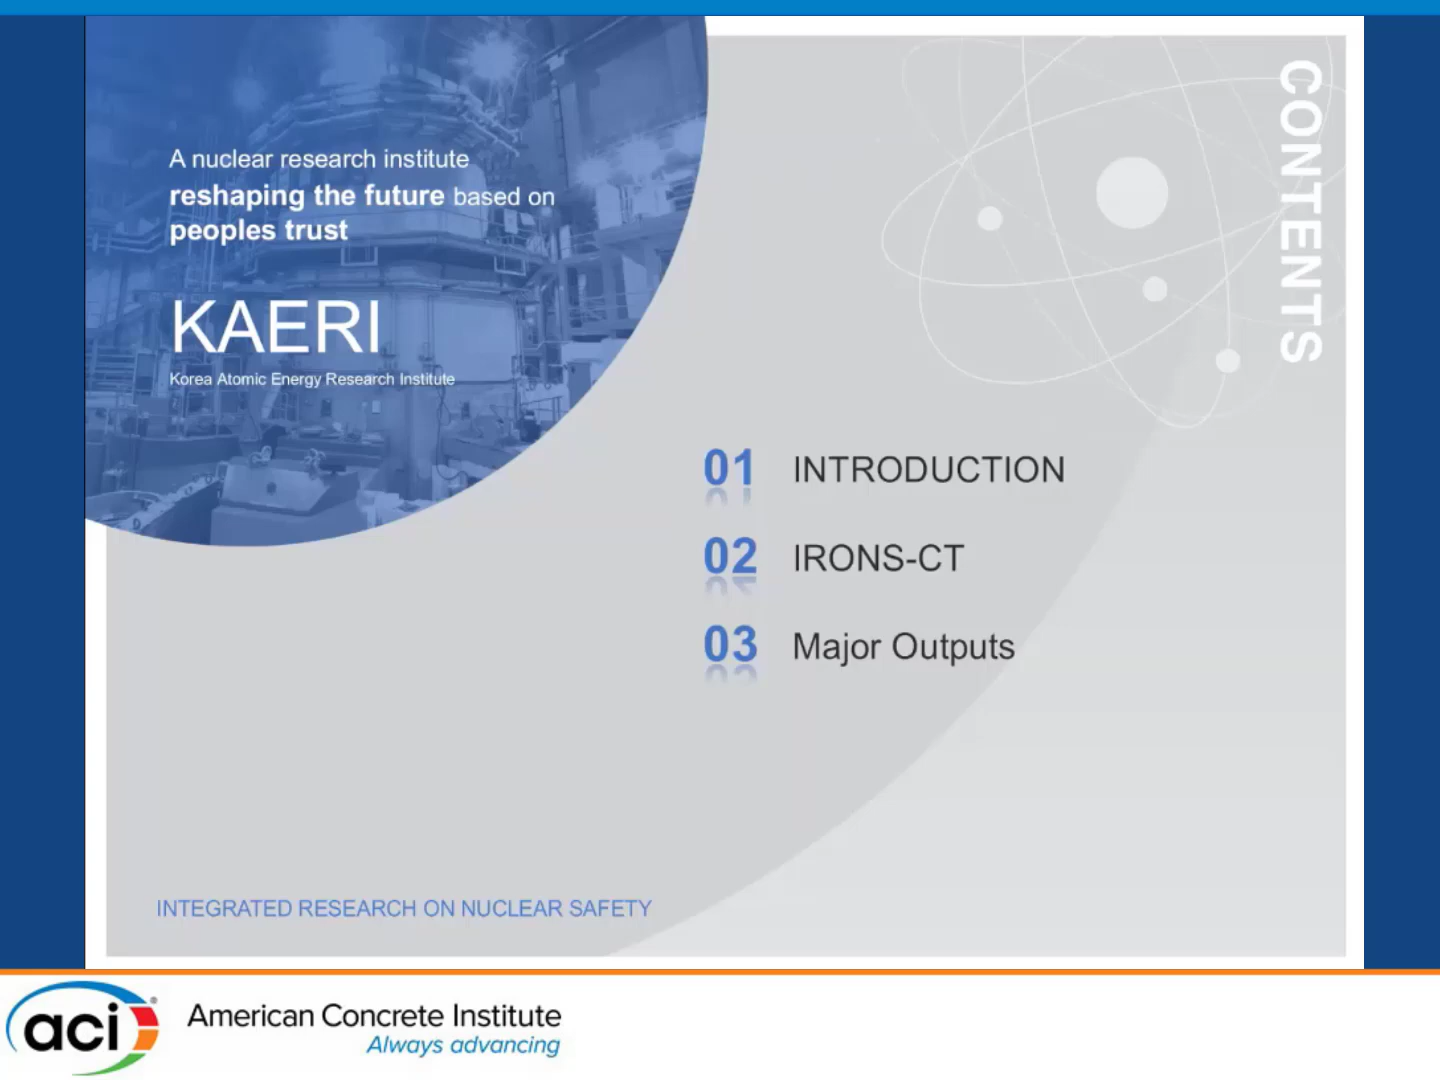 A nuclear research institute
reshaping the future based on
peoples trust
KAERI
Korea Atomic Energy Research Institute
CONTENTS
01 INTRODUCTION
02 IRONS-CT
03 Major Outputs
INTEGRATED RESEARCH ON NUCLEAR SAFETY
aci®
American Concrete Institute
Always advancing